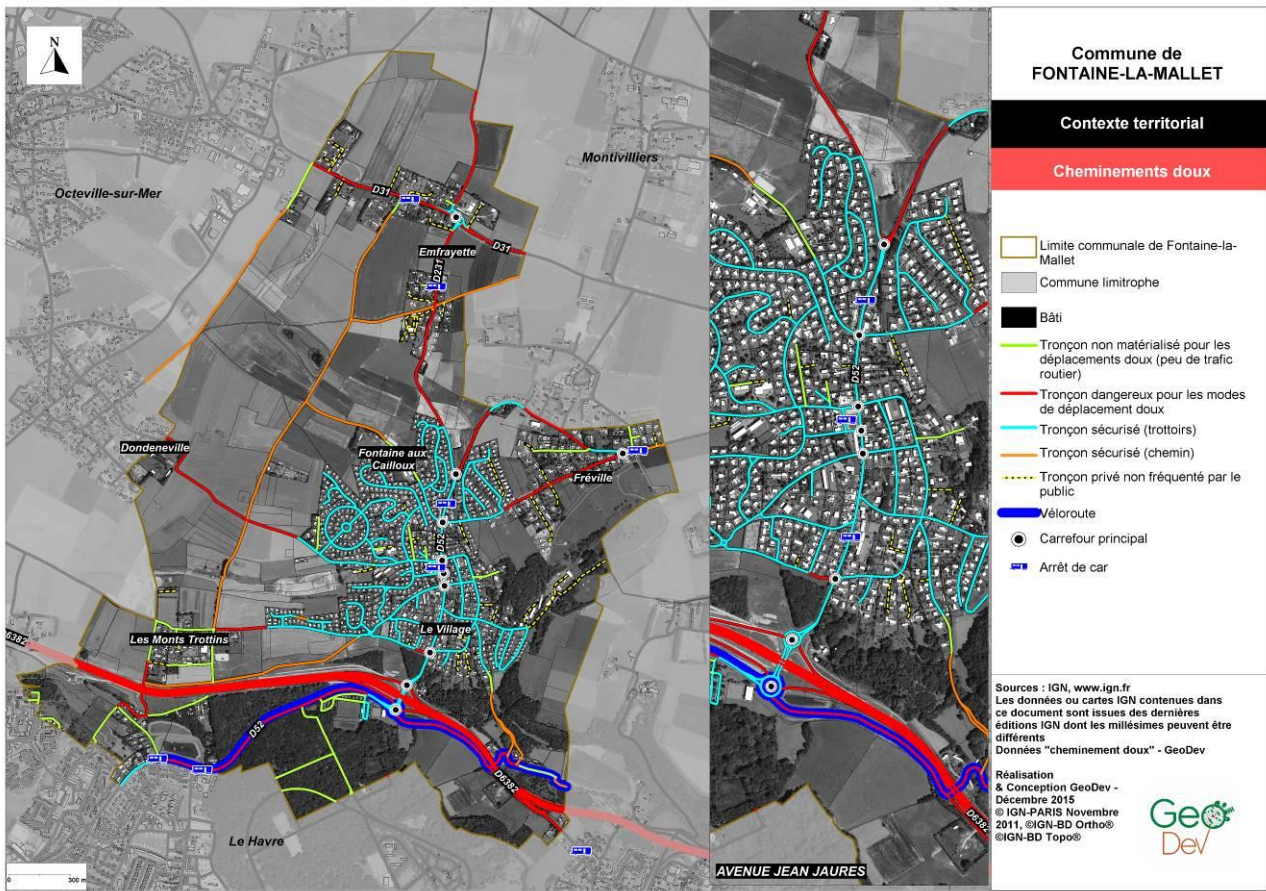 N
Octeville-sur-Mer
Montivilliers
D31
D31
Emfrayette
D231
Dondeneville
Fontaine aux
Cailloux
Fréville
D52
Les Monts Trottins
Le Village
6382
D52
D6382
Le Havre
0 300 m
D52
D6382
AVENUE JEAN JAURES
Commune de
FONTAINE-LA-MALLET
Contexte territorial
Cheminements doux
Limite communale de Fontaine-la-
Mallet
Commune limitrophe
Bâti
Tronçon non matérialisé pour les
déplacements doux (peu de trafic
routier)
Tronçon dangereux pour les modes
de déplacement doux
Tronçon sécurisé (trottoirs)
Tronçon sécurisé (chemin)
Tronçon privé non fréquenté par le
public
Véloroute
Carrefour principal
Arrêt de car
Sources : IGN, www.ign.fr
Les données ou cartes IGN contenues dans
ce document sont issues des dernières
éditions IGN dont les millésimes peuvent être
différents
Données "cheminement doux" - GeoDev
Réalisation
& Conception GeoDev -
Décembre 2015
© IGN-PARIS Novembre
2011, ©IGN-BD Ortho®
©IGN-BD Topo®
Geo
Dev